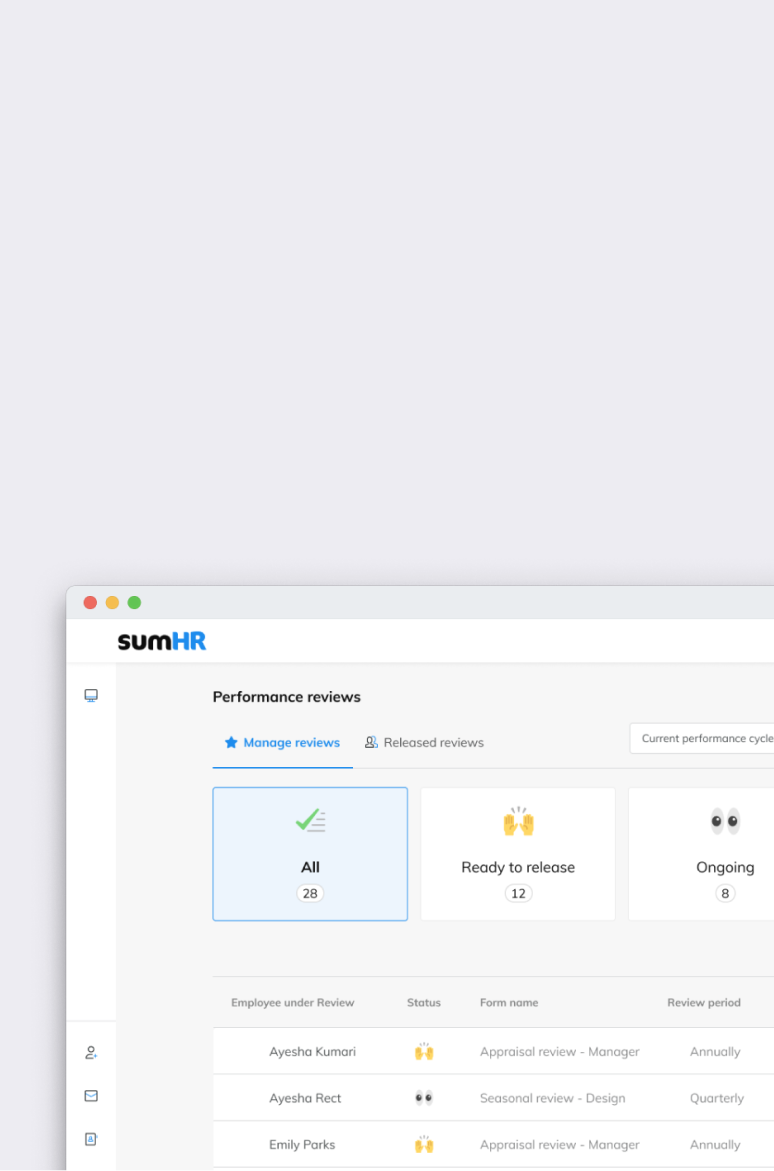 sumHR
Performance reviews
Manage reviews
Released reviews
Current performance cycle
All
28
Ready to release
12
Ongoing
8
Employee under Review Status Form name Review period
Ayesha Kumari Appraisal review - Manager Annually
Ayesha Rect Seasonal review - Design Quarterly
Emily Parks Appraisal review - Manager Annually